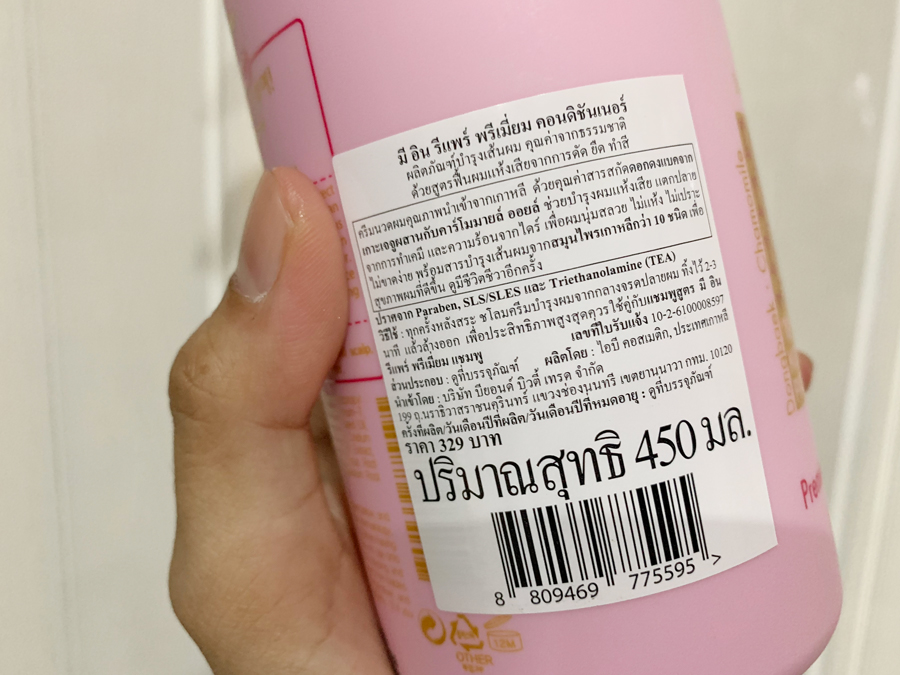 มี อิน รีแพร์ พรีเมี่ยม คอนดิชันเนอร์
ผลิตภัณฑ์บำรุงเส้นผม คุณค่าจากธรรมชาติ
ด้วยสูตรฟื้นผมแห้งเสียจากการดัด ยืด ทำสี
ครีมนวดผมคุณภาพนำเข้าจากเกาหลี ด้วยคุณค่าสารสกัดดอกดงแบคจาก
เกาะเจจูผสานกับคาร์โมมายล์ ออยล์ ช่วยบำรุงผมแห้งเสีย แตกปลาย
จากการทำเคมี และความร้อนจากไดร์ เพื่อผมนุ่มสลวย ไม่แห้ง ไม่เปราะ
ไม่ขาดง่าย พร้อมสารบำรุงเส้นผมจากสมุนไพรเกาหลีกว่า 10 ชนิด เพื่อ
สุขภาพผมที่ดีขึ้น ดูมีชีวิตชีวาอีกครั้ง
ปราศจาก Paraben, SLS/SLES และ Triethanolamine (TEA)
วิธีใช้ : ทุกครั้งหลังสระ ชโลมครีมบำรุงผมจากกลางจรดปลายผม ทิ้งไว้ 2-3
นาที แล้วล้างออก เพื่อประสิทธิภาพสูงสุดควรใช้คู่กับแชมพูสูตร มี อิน
รีแพร์ พรีเมี่ยม แชมพู เลขที่ใบรับแจ้ง 10-2-6100008597
ส่วนประกอบ : ดูที่บรรจุภัณฑ์ ผลิตโดย : ไอบี คอสเมติก, ประเทศเกาหลี
นำเข้าโดย : บริษัท บียอนด์ บิวตี้ เทรด จำกัด
199 ถ.นราธิวาสราชนครินทร์ แขวงช่องนนทรี เขตยานนาวา กทม. 10120
ครั้งที่ผลิต/วันเดือนปีที่ผลิต/วันเดือนปีที่หมดอายุ : ดูที่บรรจุภัณฑ์
ราคา 329 บาท
ปริมาณสุทธิ 450 มล.
8 809469 775595 >
Chamomile
12M
OTHER